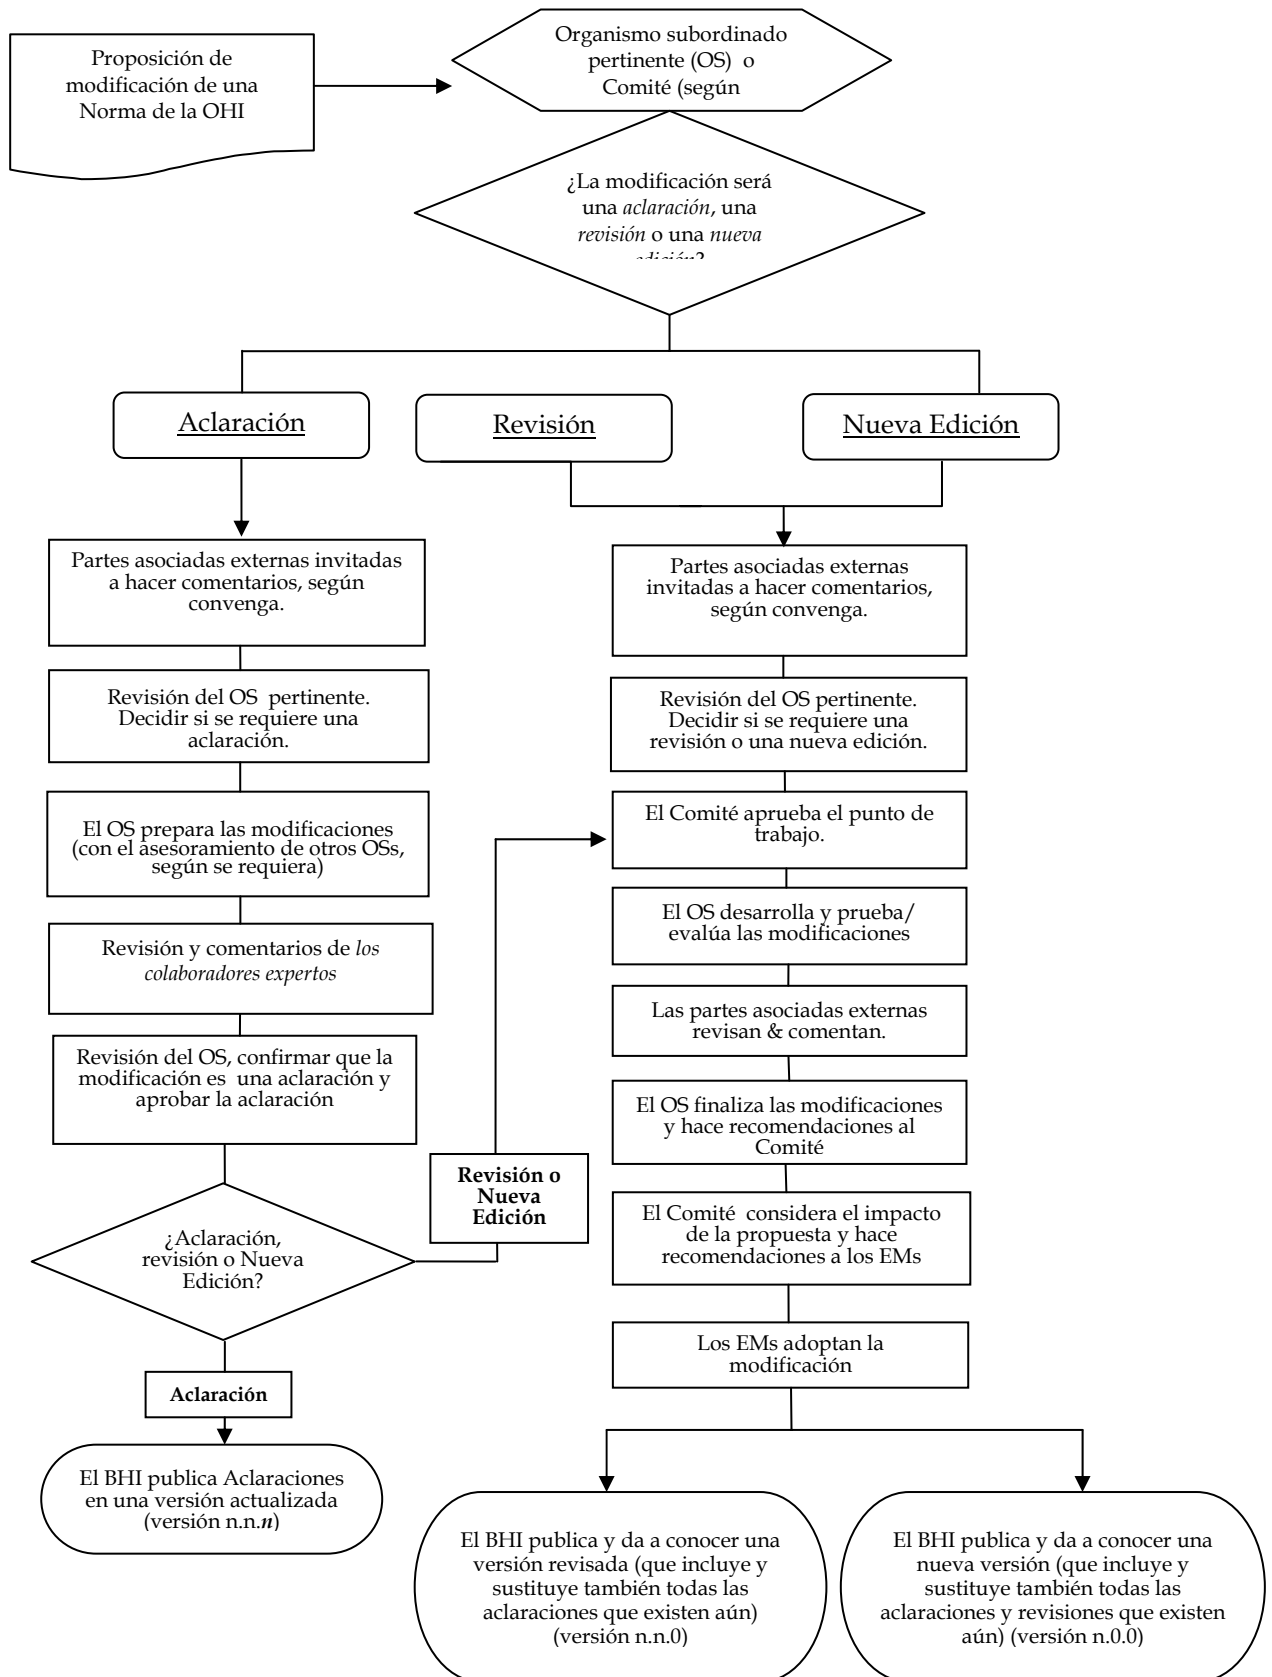 Proposición de
modificación de una
Norma de la OHI
Organismo subordinado
pertinente (OS) o
Comité (según
¿La modificación será
una aclaración, una
revisión o una nueva
edición?
Aclaración
Revisión
Nueva Edición
Partes asociadas externas invitadas
a hacer comentarios, según
convenga.
Revisión del OS pertinente.
Decidir si se requiere una
aclaración.
El OS prepara las modificaciones
(con el asesoramiento de otros OSs,
según se requiera)
Revisión y comentarios de los
colaboradores expertos
Revisión del OS, confirmar que la
modificación es una aclaración y
aprobar la aclaración
¿Aclaración,
revisión o Nueva
Edición?
Revisión o
Nueva
Edición
Aclaración
El BHI publica Aclaraciones
en una versión actualizada
(versión n.n.n)
Partes asociadas externas
invitadas a hacer comentarios,
según convenga.
Revisión del OS pertinente.
Decidir si se requiere una
revisión o una nueva edición.
El Comité aprueba el punto de
trabajo.
El OS desarrolla y prueba/
evalúa las modificaciones
Las partes asociadas externas
revisan & comentan.
El OS finaliza las modificaciones
y hace recomendaciones al
Comité
El Comité considera el impacto
de la propuesta y hace
recomendaciones a los EMs
Los EMs adoptan la
modificación
El BHI publica y da a conocer una
versión revisada (que incluye y
sustituye también todas las
aclaraciones que existen aún)
(versión n.n.0)
El BHI publica y da a conocer una
nueva versión (que incluye y
sustituye también todas las
aclaraciones y revisiones que existen
aún) (versión n.0.0)